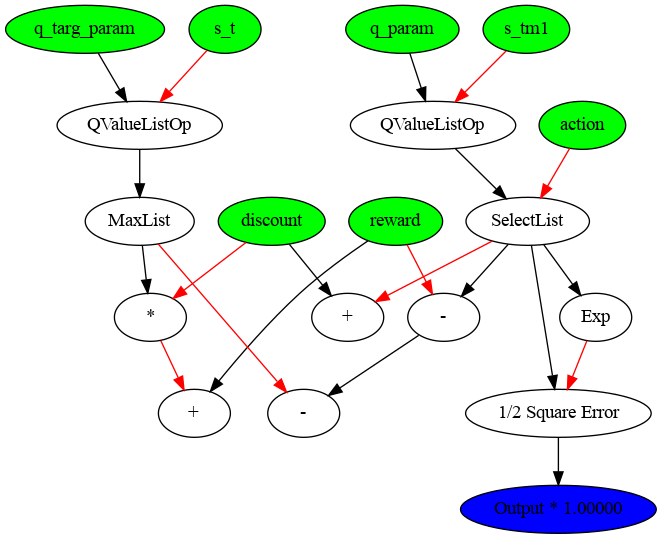 q_targ_param
s_t
q_param
s_tm1
QValueListOp
QValueListOp
action
MaxList
discount
reward
SelectList
*
+
-
Exp
+
-
1/2 Square Error
Output * 1.00000